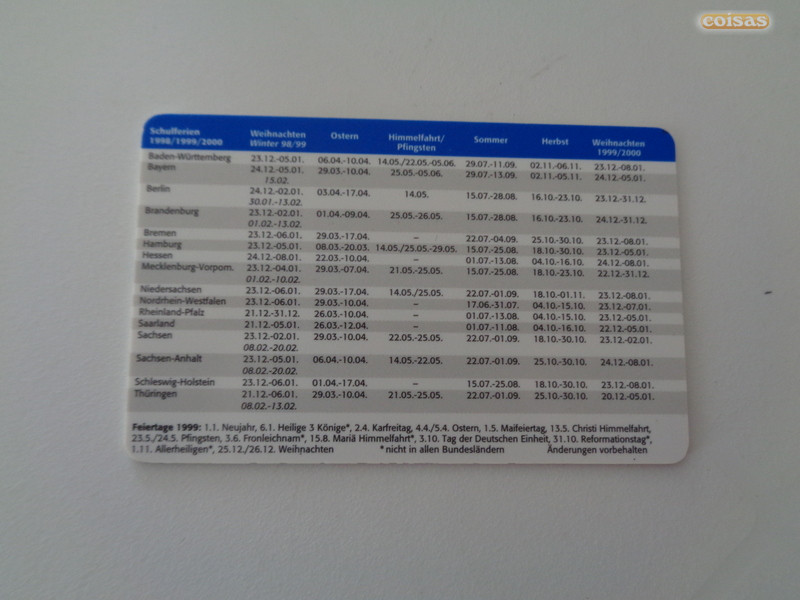 coisas
Schulferien 1998/1999/2000 Weihnachten Winter 98/99 Ostern Himmelfahrt/Pfingsten Sommer Herbst Weihnachten 1999/2000
Baden-Württemberg 23.12.-05.01. 06.04.-10.04. 14.05./22.05.-05.06. 29.07.-11.09. 02.11.-06.11. 23.12.-08.01.
Bayern 24.12.-05.01. 29.03.-10.04. 25.05.-05.06. 29.07.-13.09. 02.11.-05.11. 24.12.-05.01.
15.02.
Berlin 24.12.-02.01. 03.04.-17.04. 14.05. 15.07.-28.08. 16.10.-23.10. 23.12.-31.12.
30.01.-13.02.
Brandenburg 23.12.-02.01. 01.04.-09.04. 25.05.-26.05. 15.07.-28.08. 16.10.-23.10. 24.12.-31.12.
01.02.-13.02.
Bremen 23.12.-06.01. 29.03.-17.04. – 22.07.-04.09. 25.10.-30.10. 23.12.-08.01.
Hamburg 23.12.-05.01. 08.03.-20.03. 14.05./25.05.-29.05. 15.07.-25.08. 18.10.-30.10. 23.12.-05.01.
Hessen 24.12.-08.01. 22.03.-10.04. – 01.07.-13.08. 04.10.-16.10. 24.12.-08.01.
Mecklenburg-Vorpom. 23.12.-04.01. 29.03.-07.04. 21.05.-25.05. 15.07.-25.08. 18.10.-23.10. 22.12.-31.12.
01.02.-10.02.
Niedersachsen 23.12.-06.01. 29.03.-17.04. 14.05./25.05. 22.07.-01.09. 18.10.-01.11. 23.12.-08.01.
Nordrhein-Westfalen 23.12.-06.01. 29.03.-10.04. – 17.06.-31.07. 04.10.-15.10. 23.12.-07.01.
Rheinland-Pfalz 21.12.-31.12. 26.03.-10.04. – 01.07.-13.08. 04.10.-15.10. 23.12.-05.01.
Saarland 21.12.-05.01. 26.03.-12.04. – 01.07.-11.08. 04.10.-16.10. 22.12.-05.01.
Sachsen 23.12.-02.01. 29.03.-10.04. 22.05.-25.05. 22.07.-01.09. 18.10.-30.10. 23.12.-02.01.
08.02.-20.02.
Sachsen-Anhalt 23.12.-05.01. 06.04.-10.04. 14.05.-22.05. 22.07.-01.09. 25.10.-30.10. 24.12.-08.01.
08.02.-20.02.
Schleswig-Holstein 23.12.-06.01. 01.04.-17.04. – 15.07.-25.08. 18.10.-30.10. 23.12.-08.01.
Thüringen 21.12.-06.01. 29.03.-10.04. 21.05.-25.05. 22.07.-01.09. 25.10.-30.10. 20.12.-05.01.
08.02.-13.02.
Feiertage 1999: 1.1. Neujahr, 6.1. Heilige 3 Könige*, 2.4. Karfreitag, 4.4./5.4. Ostern, 1.5. Maifeiertag, 13.5. Christi Himmelfahrt,
23.5./24.5. Pfingsten, 3.6. Fronleichnam*, 15.8. Mariä Himmelfahrt*, 3.10. Tag der Deutschen Einheit, 31.10. Reformationstag*,
1.11. Allerheiligen*, 25.12./26.12. Weihnachten *nicht in allen Bundesländern Änderungen vorbehalten